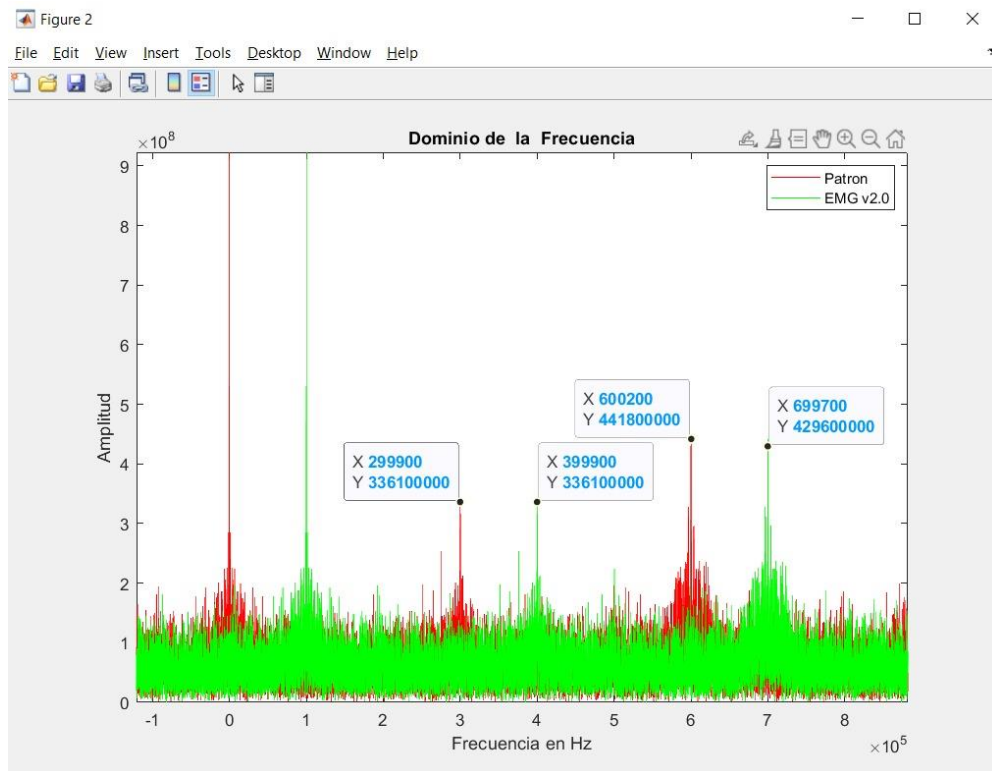 Figure 2
File Edit View Insert Tools Desktop Window Help
×10^8
Dominio de la Frecuencia
Patron
EMG v2.0
9
8
7
6
5
4
3
2
1
0
Amplitud
X 600200
Y 441800000
X 699700
Y 429600000
X 299900
Y 336100000
X 399900
Y 336100000
-1 0 1 2 3 4 5 6 7 8
Frecuencia en Hz
×10^5